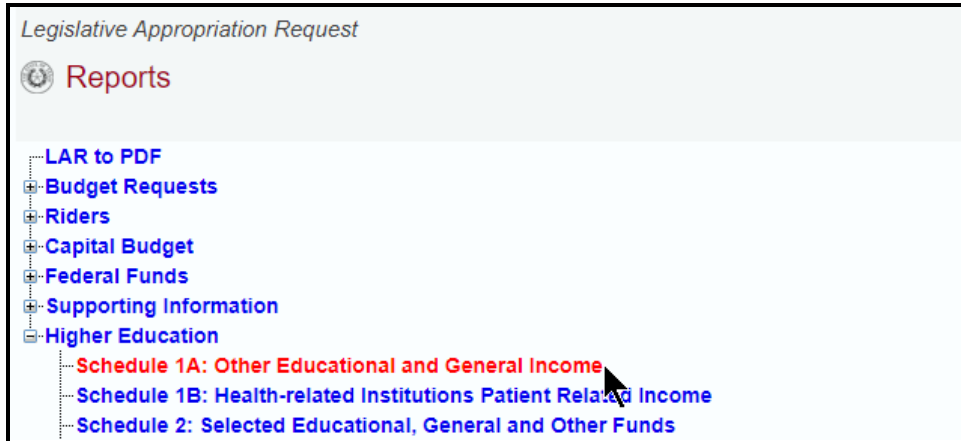 Legislative Appropriation Request
Reports
LAR to PDF
Budget Requests
Riders
Capital Budget
Federal Funds
Supporting Information
Higher Education
Schedule 1A: Other Educational and General Income
Schedule 1B: Health-related Institutions Patient Related Income
Schedule 2: Selected Educational, General and Other Funds